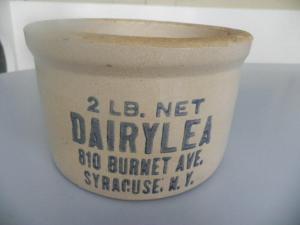 2 LB. NET
DAIRYLEA
810 BURNET AVE.
SYRACUSE, N.Y.